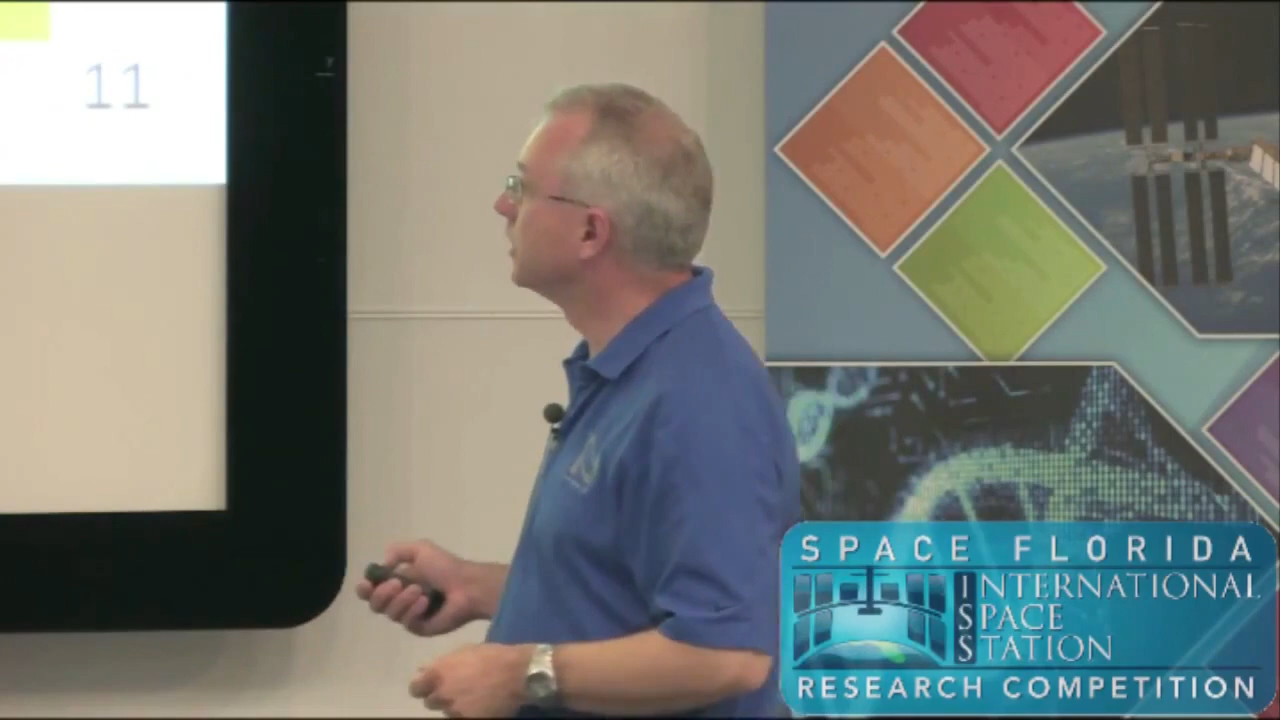 11
SPACE FLORIDA
INTERNATIONAL
SPACE
STATION
RESEARCH COMPETITION